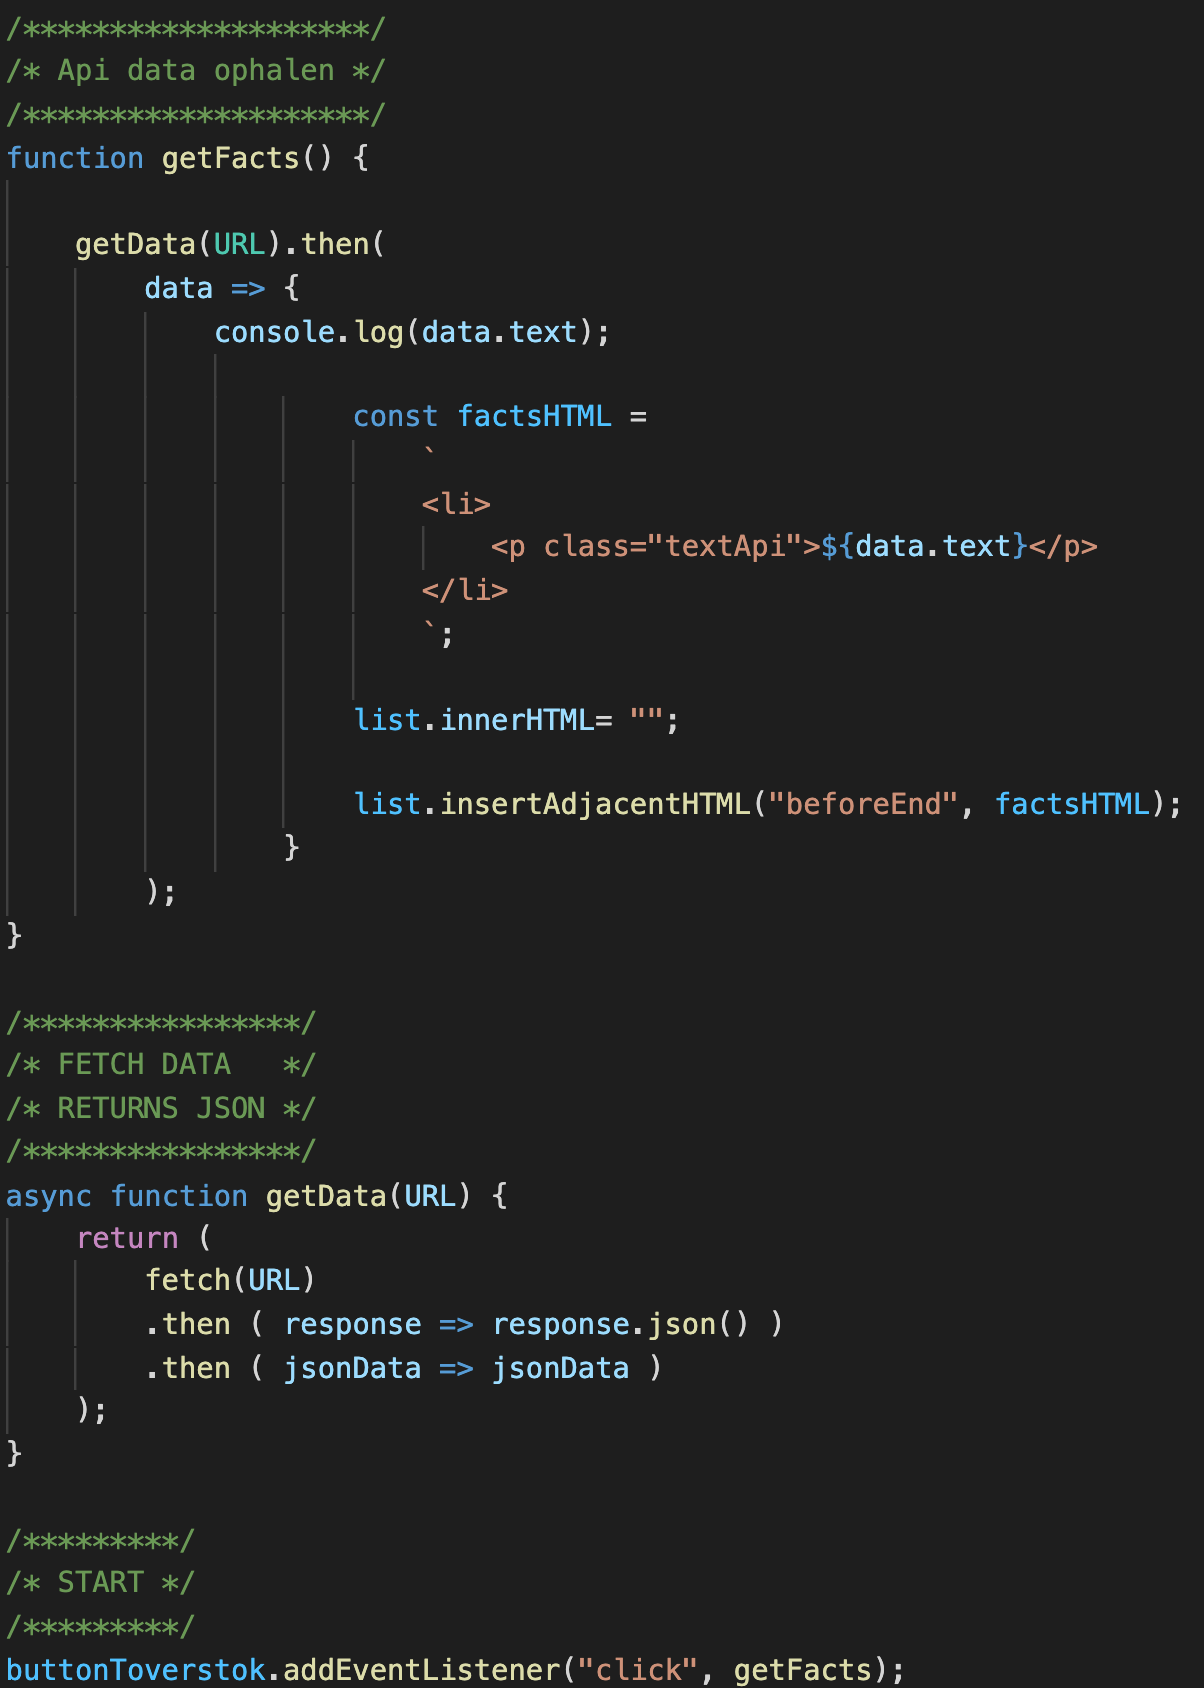 /********************/
/* Api data ophalen */
/********************/
function getFacts() {
getData(URL).then(
data => {
console.log(data.text);
const factsHTML =
`
<li>
<p class="textApi">${data.text}</p>
</li>
`;
list.innerHTML= "";
list.insertAdjacentHTML("beforeEnd", factsHTML);
}
);
}
/****************/
/* FETCH DATA   */
/* RETURNS JSON */
/****************/
async function getData(URL) {
return (
fetch(URL)
.then ( response => response.json() )
.then ( jsonData => jsonData )
);
}
/*********/
/* START */
/*********/
buttonToverstok.addEventListener("click", getFacts);